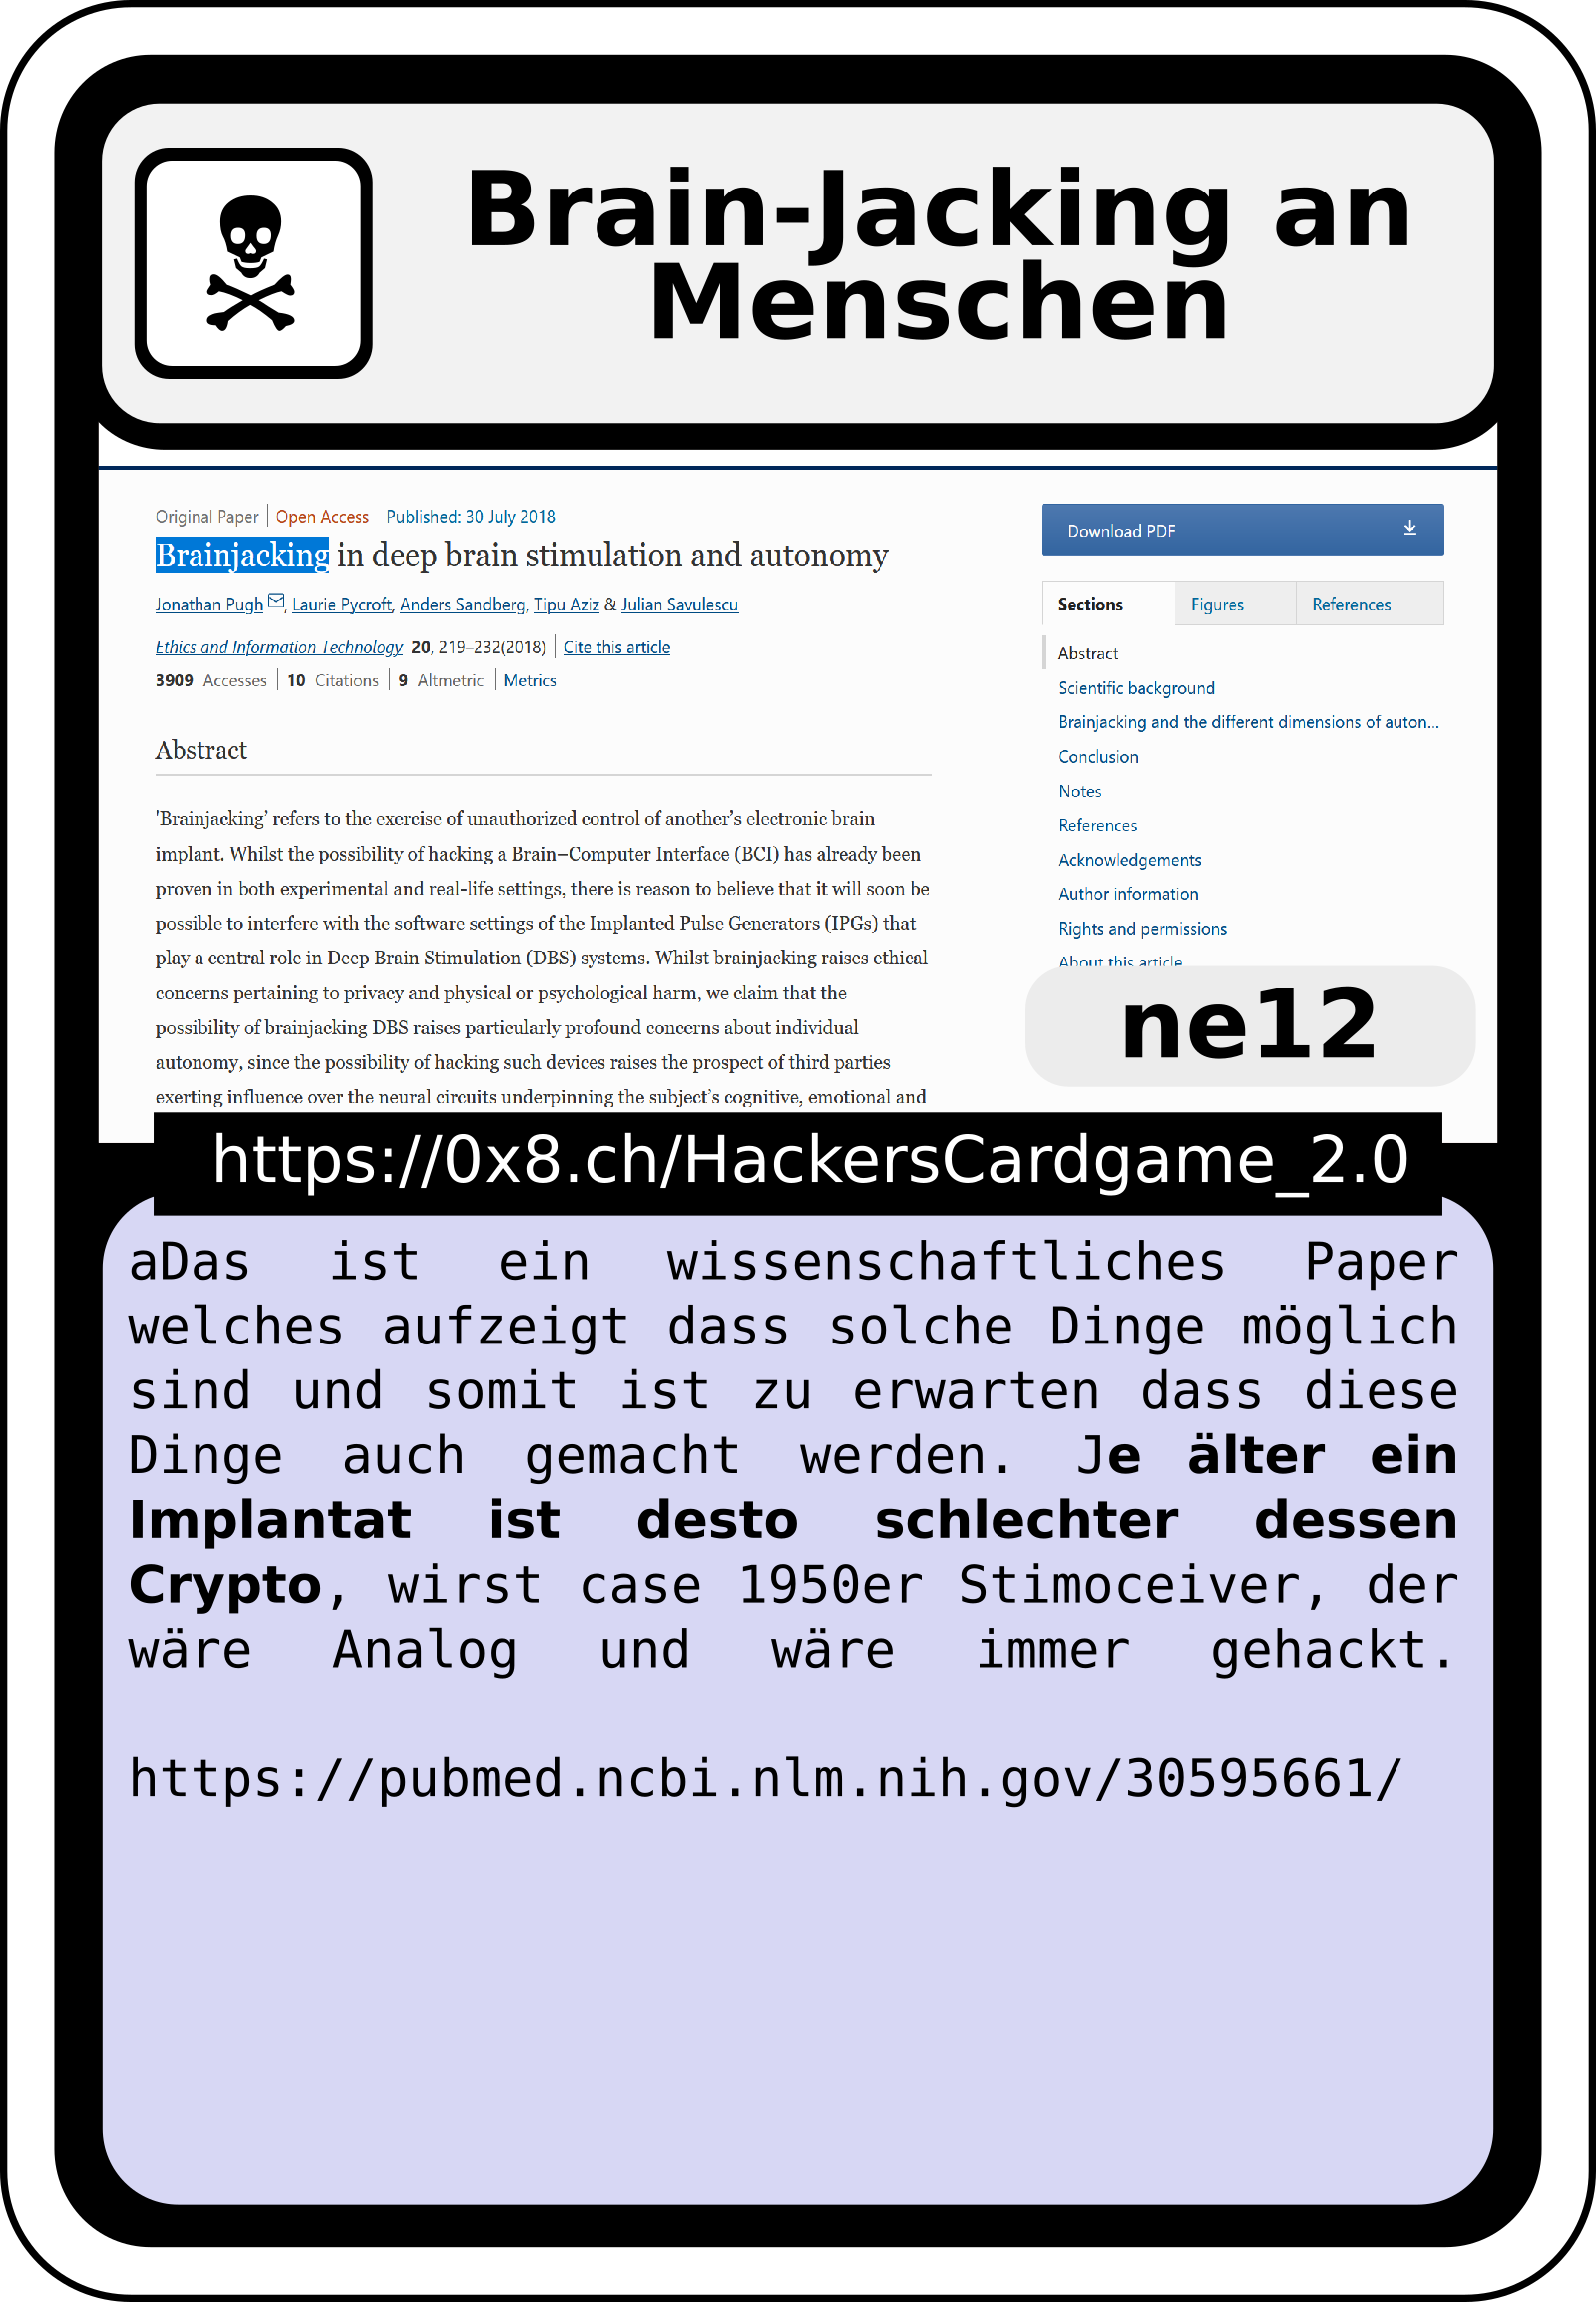 Brain-Jacking an
Menschen
Original Paper | Open Access Published: 30 July 2018
Brainjacking in deep brain stimulation and autonomy
Jonathan Pugh, Laurie Pycroft, Anders Sandberg, Tipu Aziz & Julian Savulescu
Ethics and Information Technology 20, 219–232(2018) | Cite this article
3909 Accesses | 10 Citations | 9 Altmetric | Metrics
Abstract
'Brainjacking’ refers to the exercise of unauthorized control of another’s electronic brain
implant. Whilst the possibility of hacking a Brain–Computer Interface (BCI) has already been
proven in both experimental and real-life settings, there is reason to believe that it will soon be
possible to interfere with the software settings of the Implanted Pulse Generators (IPGs) that
play a central role in Deep Brain Stimulation (DBS) systems. Whilst brainjacking raises ethical
concerns pertaining to privacy and physical or psychological harm, we claim that the
possibility of brainjacking DBS raises particularly profound concerns about individual
autonomy, since the possibility of hacking such devices raises the prospect of third parties
exerting influence over the neural circuits underpinning the subject’s cognitive, emotional and
Download PDF
Sections Figures References
Abstract
Scientific background
Brainjacking and the different dimensions of auton...
Conclusion
Notes
References
Acknowledgements
Author information
Rights and permissions
About this article
ne12
https://0x8.ch/HackersCardgame_2.0
aDas ist ein wissenschaftliches Paper
welches aufzeigt dass solche Dinge möglich
sind und somit ist zu erwarten dass diese
Dinge auch gemacht werden. Je älter ein
Implantat ist desto schlechter dessen
Crypto, wirst case 1950er Stimoceiver, der
wäre Analog und wäre immer gehackt.
https://pubmed.ncbi.nlm.nih.gov/30595661/